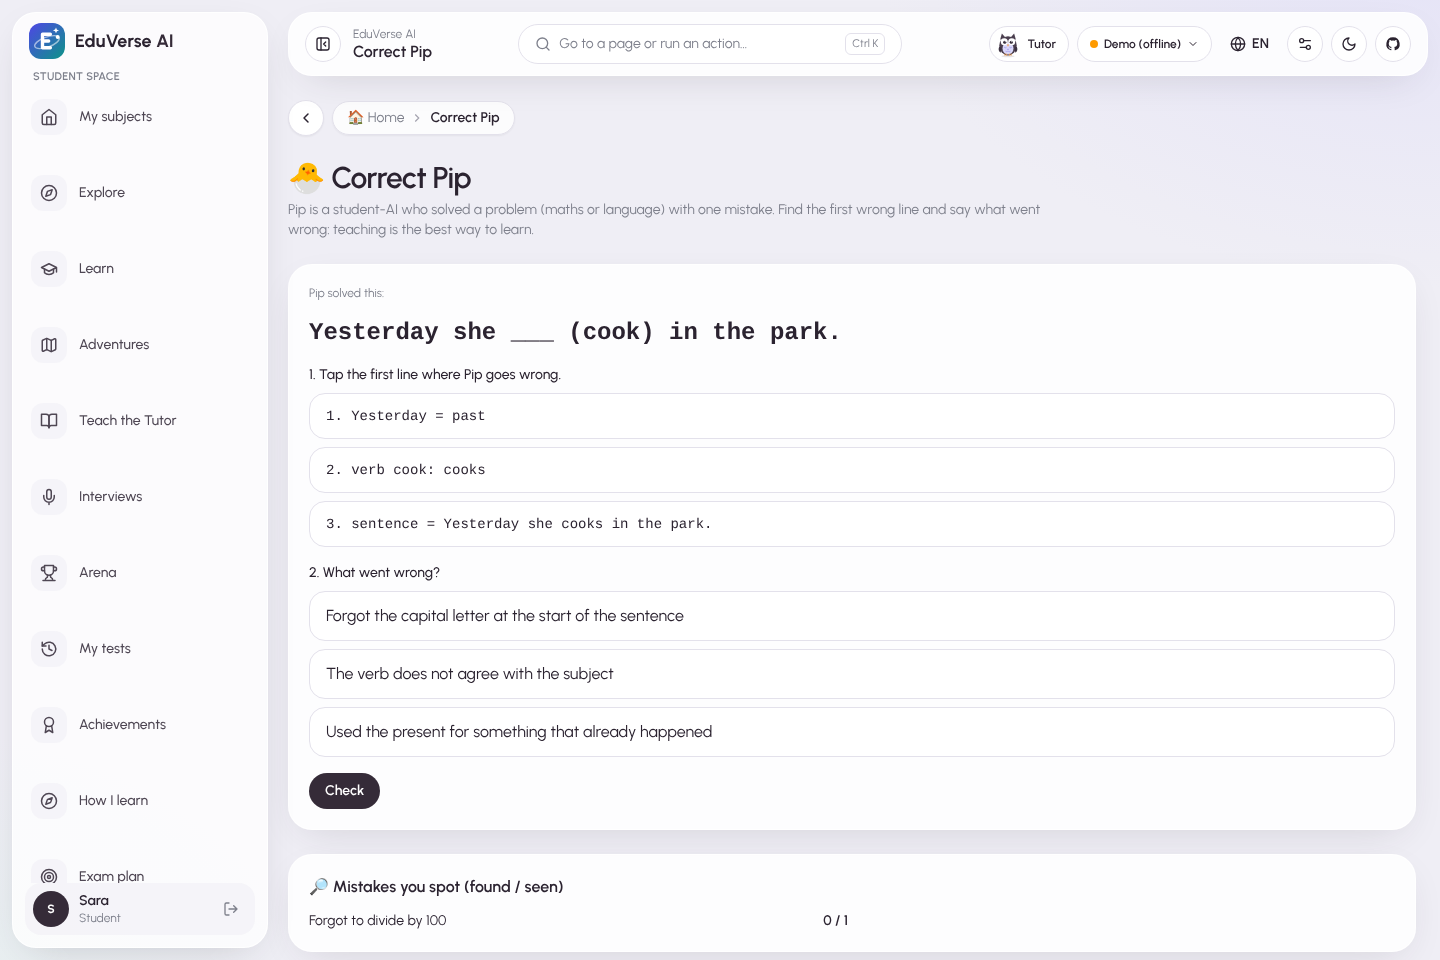 EduVerse AI
STUDENT SPACE
My subjects
Explore
Learn
Adventures
Teach the Tutor
Interviews
Arena
My tests
Achievements
How I learn
Exam plan
S
Sara
Student
EduVerse AI
Correct Pip
Go to a page or run an action...
Ctrl K
Tutor
Demo (offline)
EN
Home
Correct Pip
Correct Pip
Pip is a student-AI who solved a problem (maths or language) with one mistake. Find the first wrong line and say what went
wrong: teaching is the best way to learn.
Pip solved this:
Yesterday she ___ (cook) in the park.
1. Tap the first line where Pip goes wrong.
1. Yesterday = past
2. verb cook: cooks
3. sentence = Yesterday she cooks in the park.
2. What went wrong?
Forgot the capital letter at the start of the sentence
The verb does not agree with the subject
Used the present for something that already happened
Check
Mistakes you spot (found / seen)
Forgot to divide by 100
0 / 1